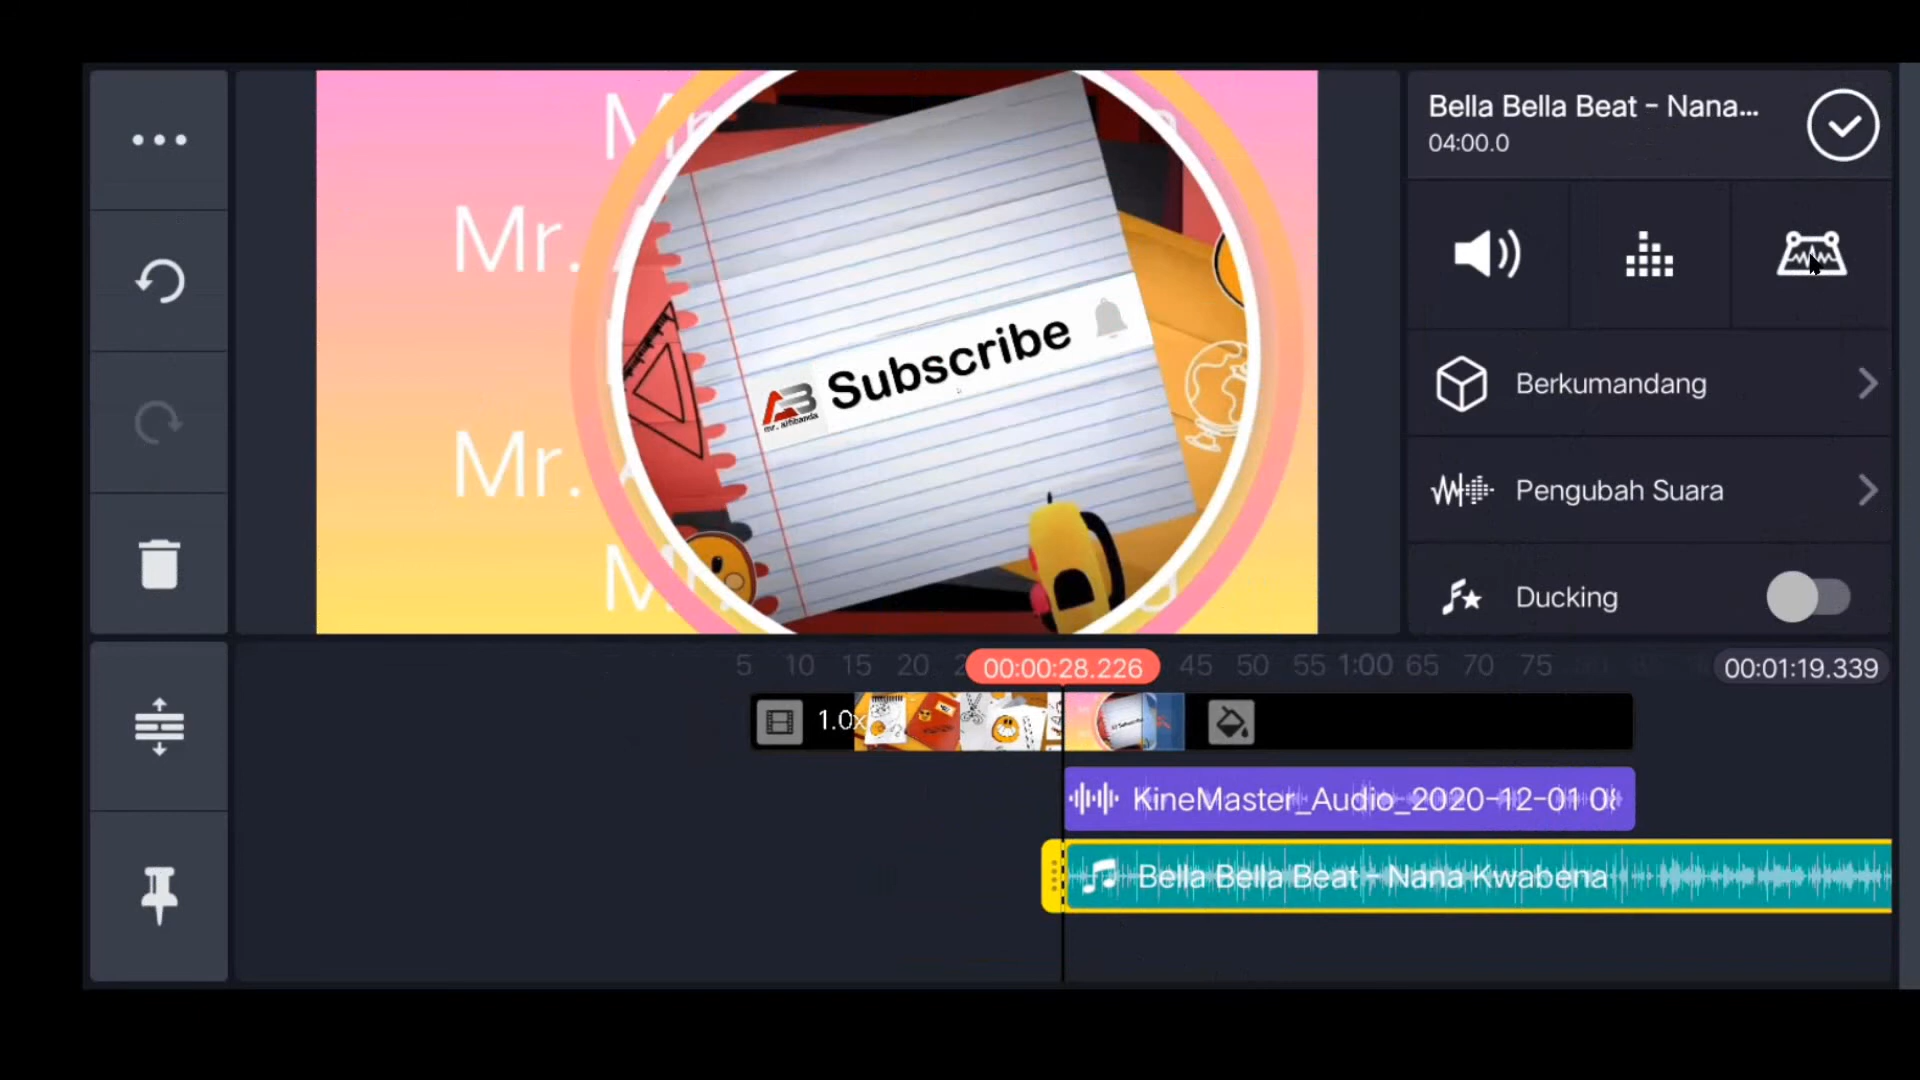 Bella Bella Beat - Nana...
04:00.0
Mr.
Mr.
Subscribe
mr. alfibanda
Mr.
Berkumandang
Pengubah Suara
Ducking
5 10 15 20 00:00:28.226 45 50 55 1:00 65 70 75 00:01:19.339
1.0x
KineMaster_Audio_2020-12-01 08
Bella Bella Beat - Nana Kwabena